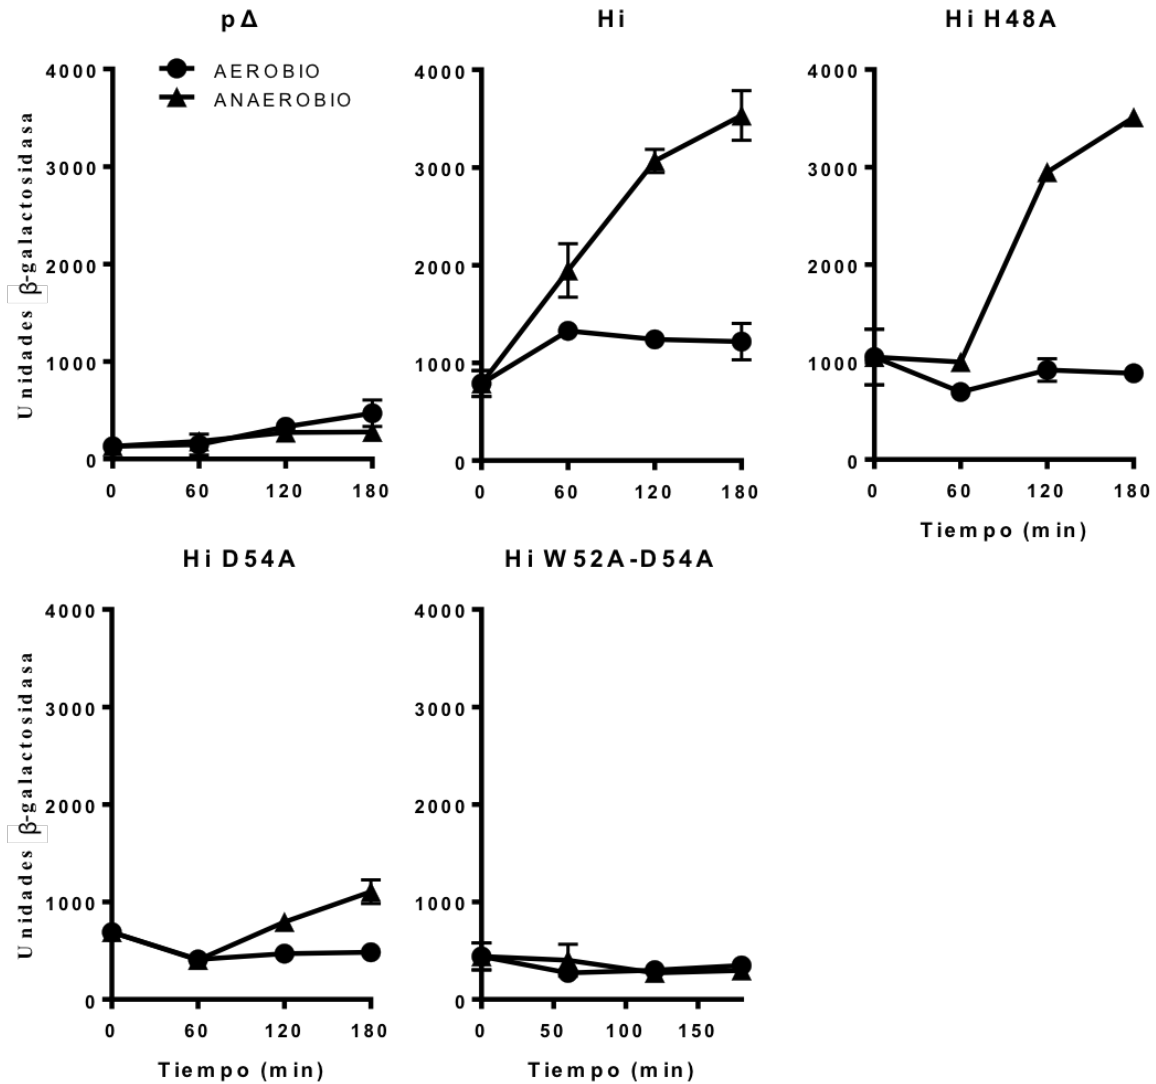 pΔ
4000
3000
2000
1000
0
0 60 120 180
AEROBIO
ANAEROBIO
Unidades β-galactosidasa
Hi
4000
3000
2000
1000
0
0 60 120 180
Hi H48A
4000
3000
2000
1000
0
0 60 120 180
Tiempo (min)
Hi D54A
4000
3000
2000
1000
0
0 60 120 180
Unidades β-galactosidasa
Tiempo (min)
Hi W52A-D54A
4000
3000
2000
1000
0
0 50 100 150
Tiempo (min)